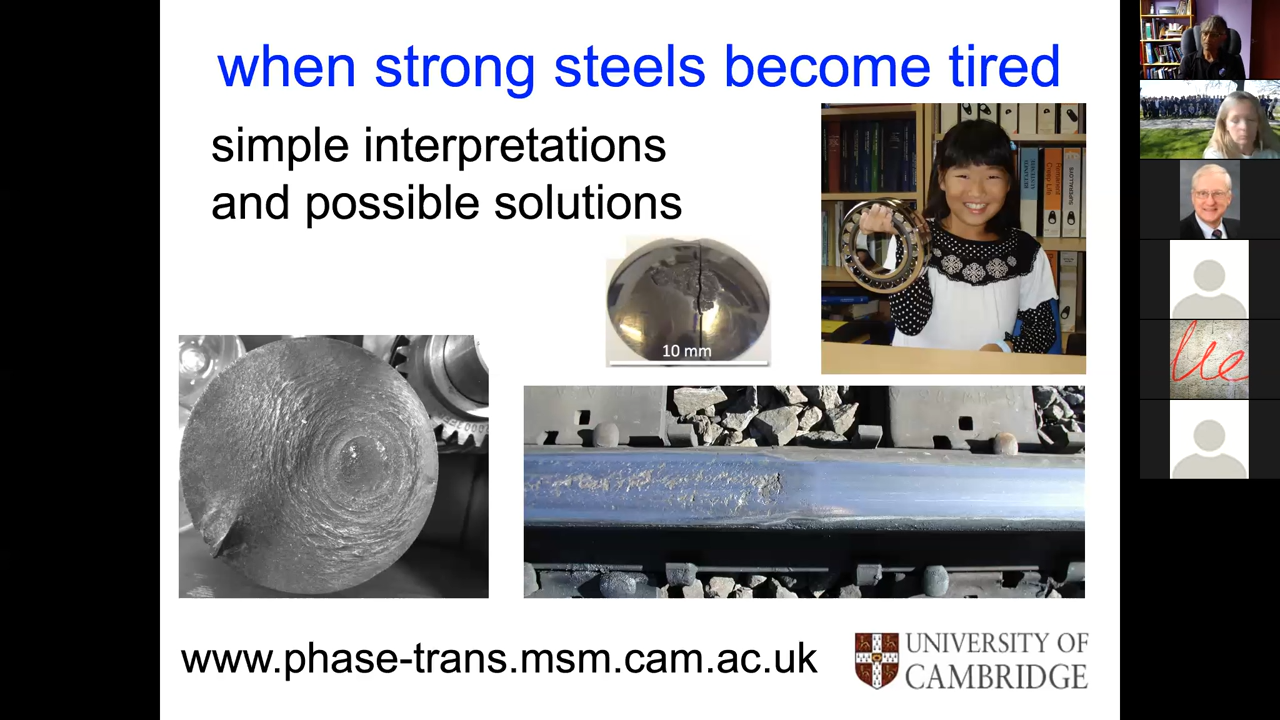 when strong steels become tired
simple interpretations
and possible solutions
10 mm
www.phase-trans.msm.cam.ac.uk
UNIVERSITY OF
CAMBRIDGE